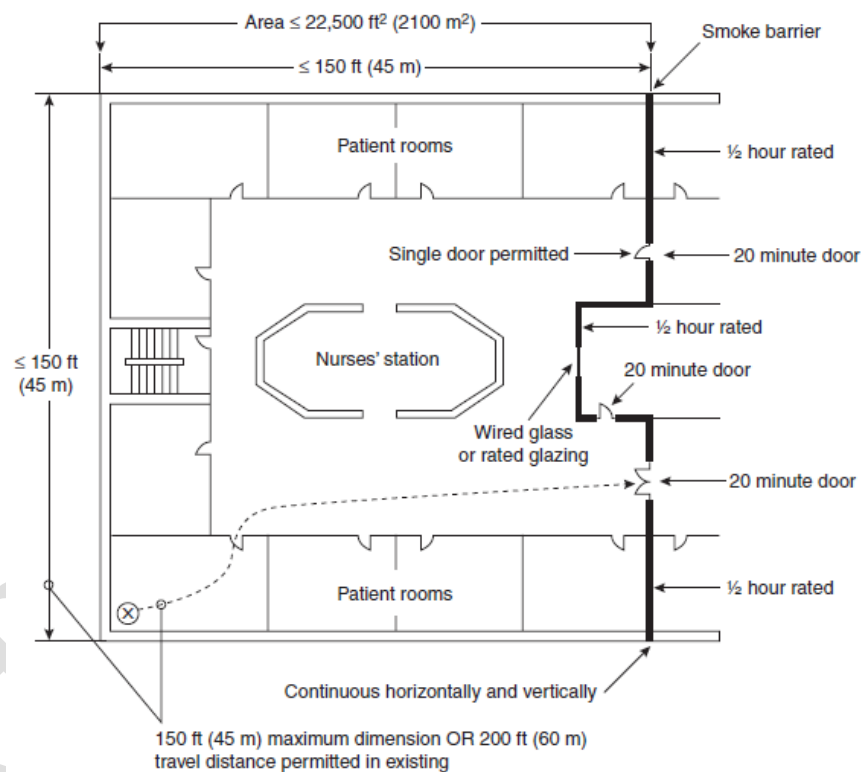 Area ≤ 22,500 ft² (2100 m²)
Smoke barrier
≤ 150 ft (45 m)
Patient rooms
½ hour rated
Single door permitted
20 minute door
½ hour rated
≤ 150 ft
(45 m)
Nurses’ station
20 minute door
Wired glass
or rated glazing
20 minute door
Patient rooms
½ hour rated
X
Continuous horizontally and vertically
150 ft (45 m) maximum dimension OR 200 ft (60 m)
travel distance permitted in existing